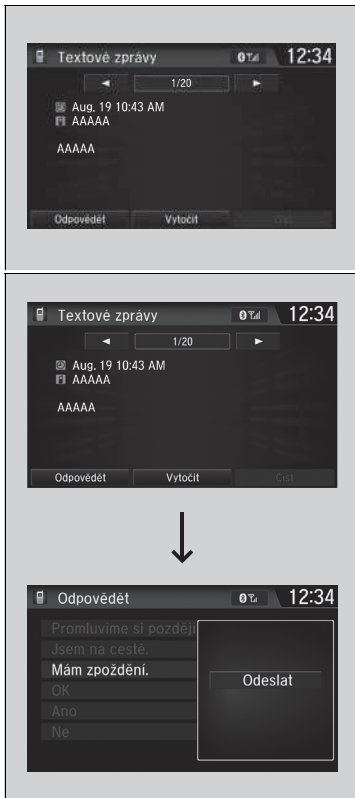 Textové zprávy 12:34
◄ 1/20 ►
Aug. 19 10:43 AM
AAAAA
AAAAA
Odpovědět Vytočit Číst
Textové zprávy 12:34
◄ 1/20 ►
Aug. 19 10:43 AM
AAAAA
AAAAA
Odpovědět Vytočit Číst
Odpovědět 12:34
Promluvíme si později
Jsem na cestě.
Mám zpoždění.
Odeslat
OK
Ano
Ne